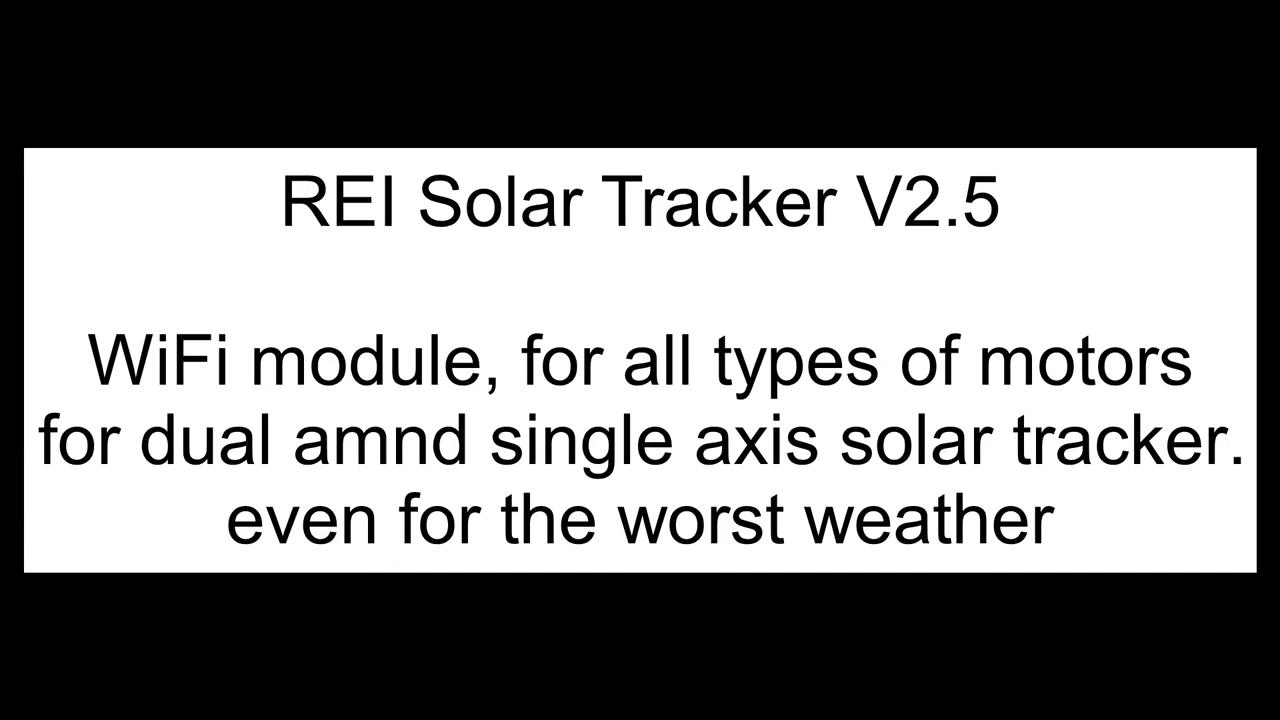 REI Solar Tracker V2.5
WiFi module, for all types of motors
for dual amnd single axis solar tracker.
even for the worst weather